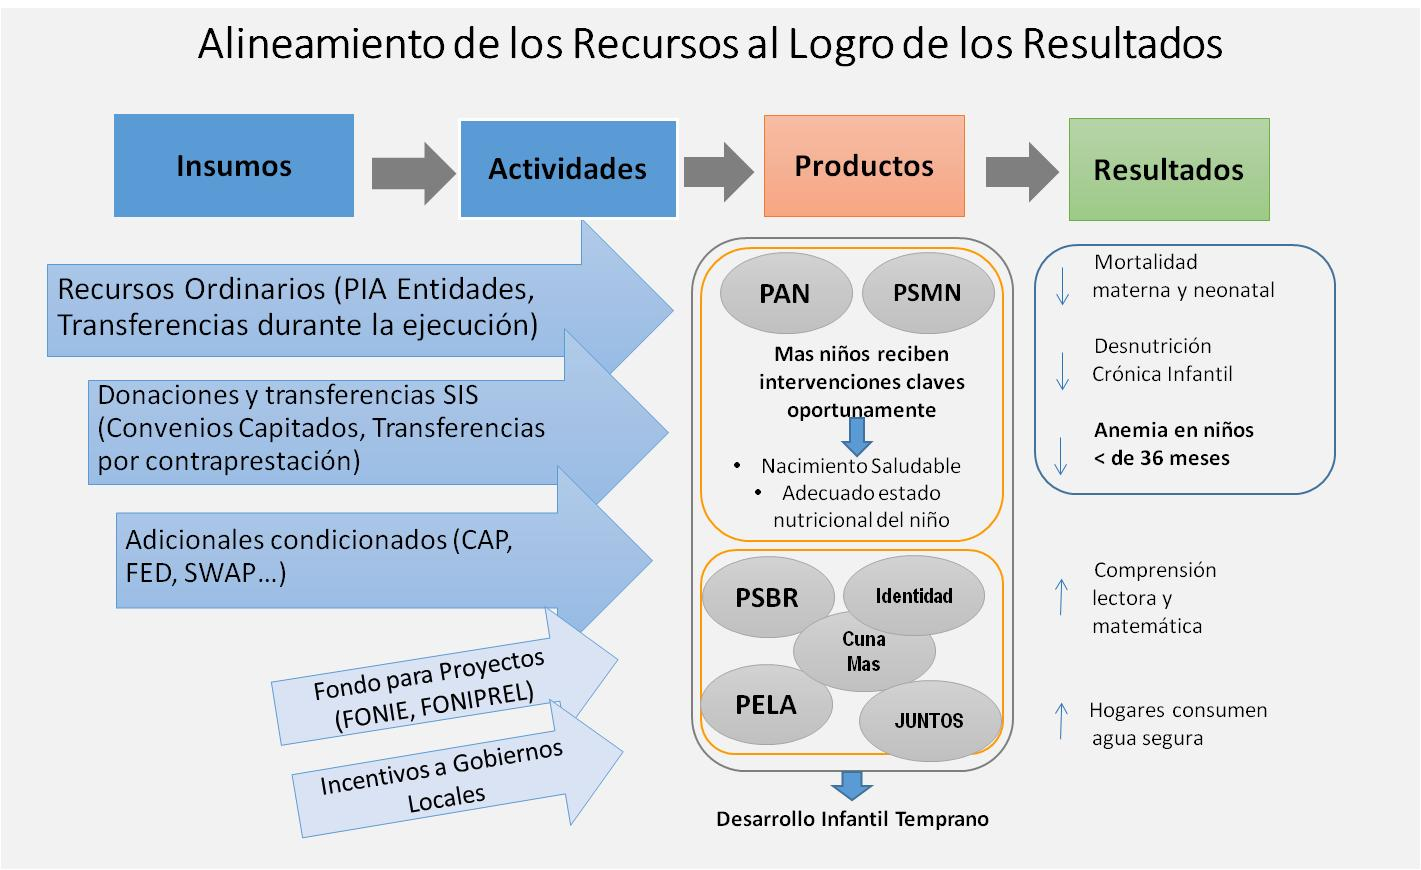 Alineamiento de los Recursos al Logro de los Resultados
Insumos
Actividades
Productos
Resultados
Recursos Ordinarios (PIA Entidades,
Transferencias durante la ejecución)
Donaciones y transferencias SIS
(Convenios Capitados, Transferencias
por contraprestación)
Adicionales condicionados (CAP,
FED, SWAP...)
Fondo para Proyectos
(FONIE, FONIPREL)
Incentivos a Gobiernos
Locales
PAN
PSMN
Mas niños reciben
intervenciones claves
oportunamente
• Nacimiento Saludable
• Adecuado estado
nutricional del niño
PSBR
Identidad
Cuna
Mas
PELA
JUNTOS
Desarrollo Infantil Temprano
Mortalidad
materna y neonatal
Desnutrición
Crónica Infantil
Anemia en niños
< de 36 meses
Comprensión
lectora y
matemática
Hogares consumen
agua segura